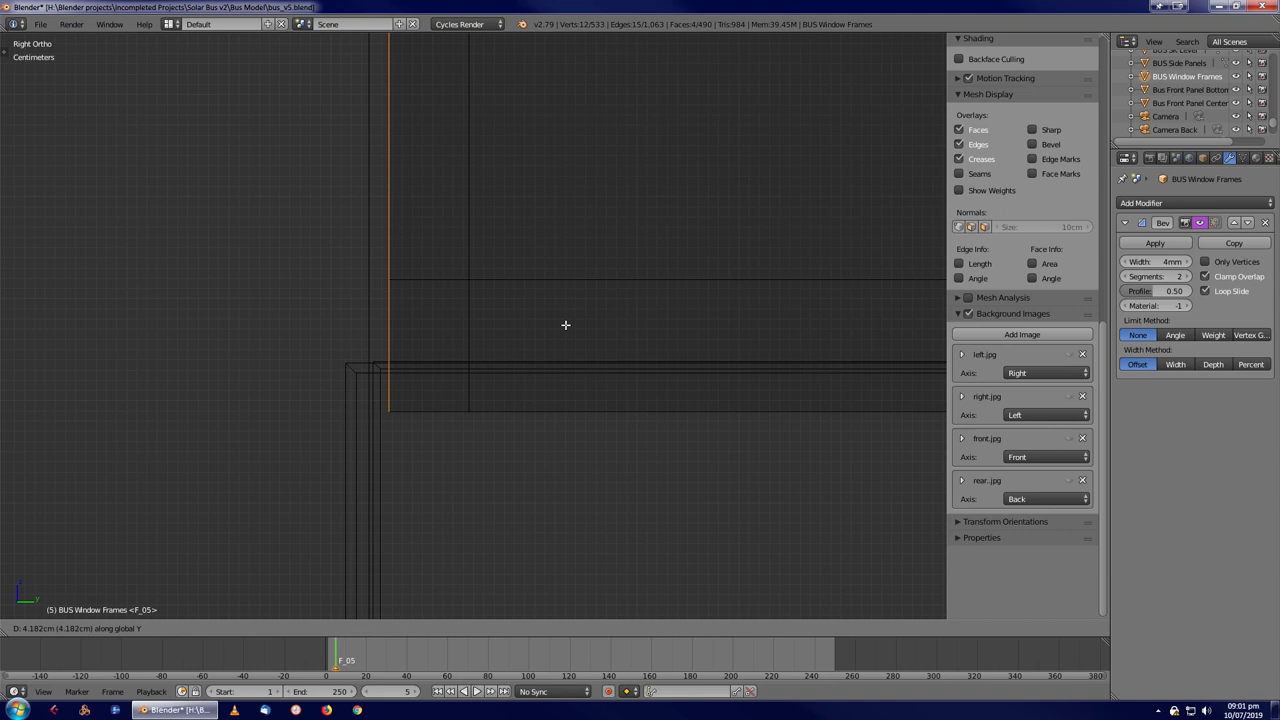 Blender* [H:\Incompleted Projects\Solar Bus v2\Bus Model\bus_v5.blend]
File Render Window Help Default Scene Cycles Render v2.79 | Verts:12/533 | Edges:15/1,063 | Faces:4/490 | Tris:984 | Mem:39.45M | BUS Window Frames
View Search All Scenes
Right Ortho
Centimeters
Shading
Backface Culling
Motion Tracking
Mesh Display
Overlays:
Faces Sharp
Edges Bevel
Creases Edge Marks
Seams Face Marks
Show Weights
Normals:
Size: 10cm
Edge Info: Face Info:
Length Area
Angle Angle
Mesh Analysis
Background Images
Add Image
left.jpg
Axis: Right
right.jpg
Axis: Left
front.jpg
Axis: Front
rear..jpg
Axis: Back
Transform Orientations
Properties
BUS Side Panels
BUS Window Frames
Bus Front Panel Botton
Bus Front Panel Center
Camera
Camera Back
BUS Window Frames
Add Modifier
Bev
Apply Copy
Width: 4mm Only Vertices
Segments: 2 Clamp Overlap
Profile: 0.50 Loop Slide
Material: -1
Limit Method:
None Angle Weight Vertex G...
Width Method:
Offset Width Depth Percent
z
y
(5) BUS Window Frames <F_05>
D: 4.182cm (4.182cm) along global Y
F_05
-140 -120 -100 -80 -60 -40 -20 0 20 40 60 80 100 120 140 160 180 200 220 240 260 280 300 320 340 360 380
View Marker Frame Playback Start: 1 End: 250 5 No Sync
Blender* [H:\B...
09:01 pm
10/07/2019